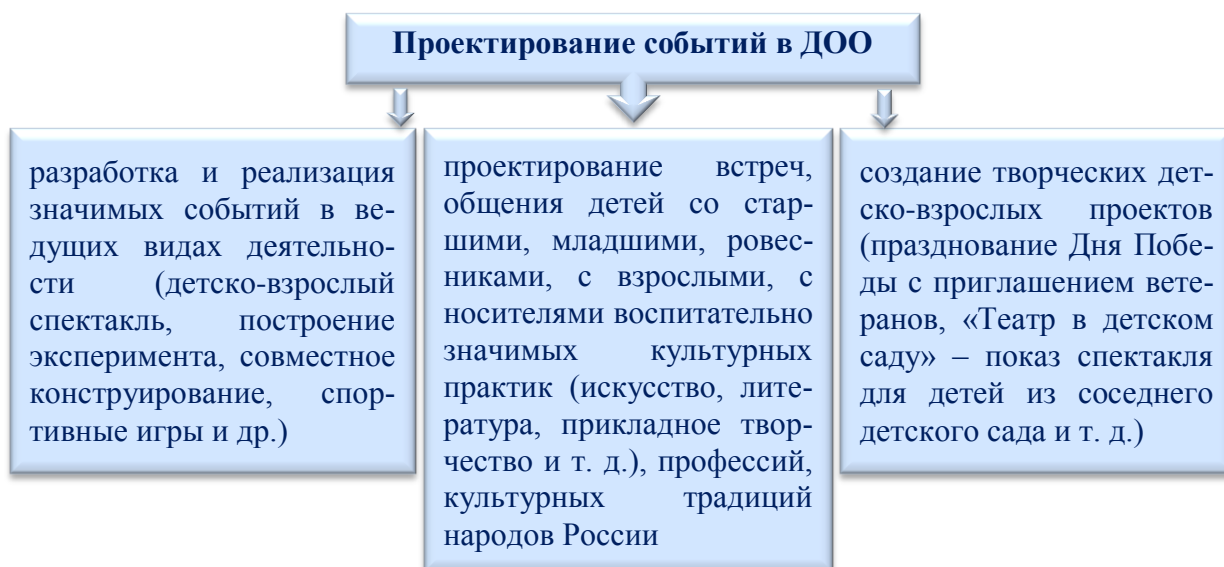 Проектирование событий в ДОО
разработка и реализация
значимых событий в ве-
дущих видах деятельно-
сти (детско-взрослый
спектакль, построение
эксперимента, совместное
конструирование, спор-
тивные игры и др.)
проектирование встреч,
общения детей со стар-
шими, младшими, ровес-
никами, с взрослыми, с
носителями воспитательно
значимых культурных
практик (искусство, лите-
ратура, прикладное твор-
чество и т. д.), профессий,
культурных традиций
народов России
создание творческих дет-
ско-взрослых проектов
(празднование Дня Побе-
ды с приглашением вете-
ранов, «Театр в детском
саду» – показ спектакля
для детей из соседнего
детского сада и т. д.)